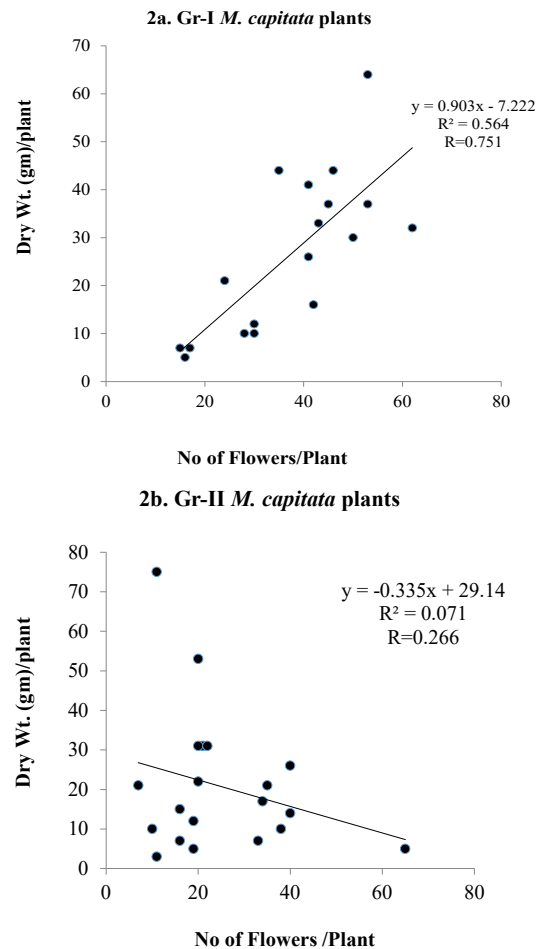 2a. Gr-I M. capitata plants
70
60
50
40
30
20
10
0
Dry Wt. (gm)/plant
y = 0.903x - 7.222
R² = 0.564
R=0.751
0 20 40 60 80
No of Flowers/Plant
2b. Gr-II M. capitata plants
80
70
60
50
40
30
20
10
0
Dry Wt. (gm)/plant
y = -0.335x + 29.14
R² = 0.071
R=0.266
0 20 40 60 80
No of Flowers /Plant